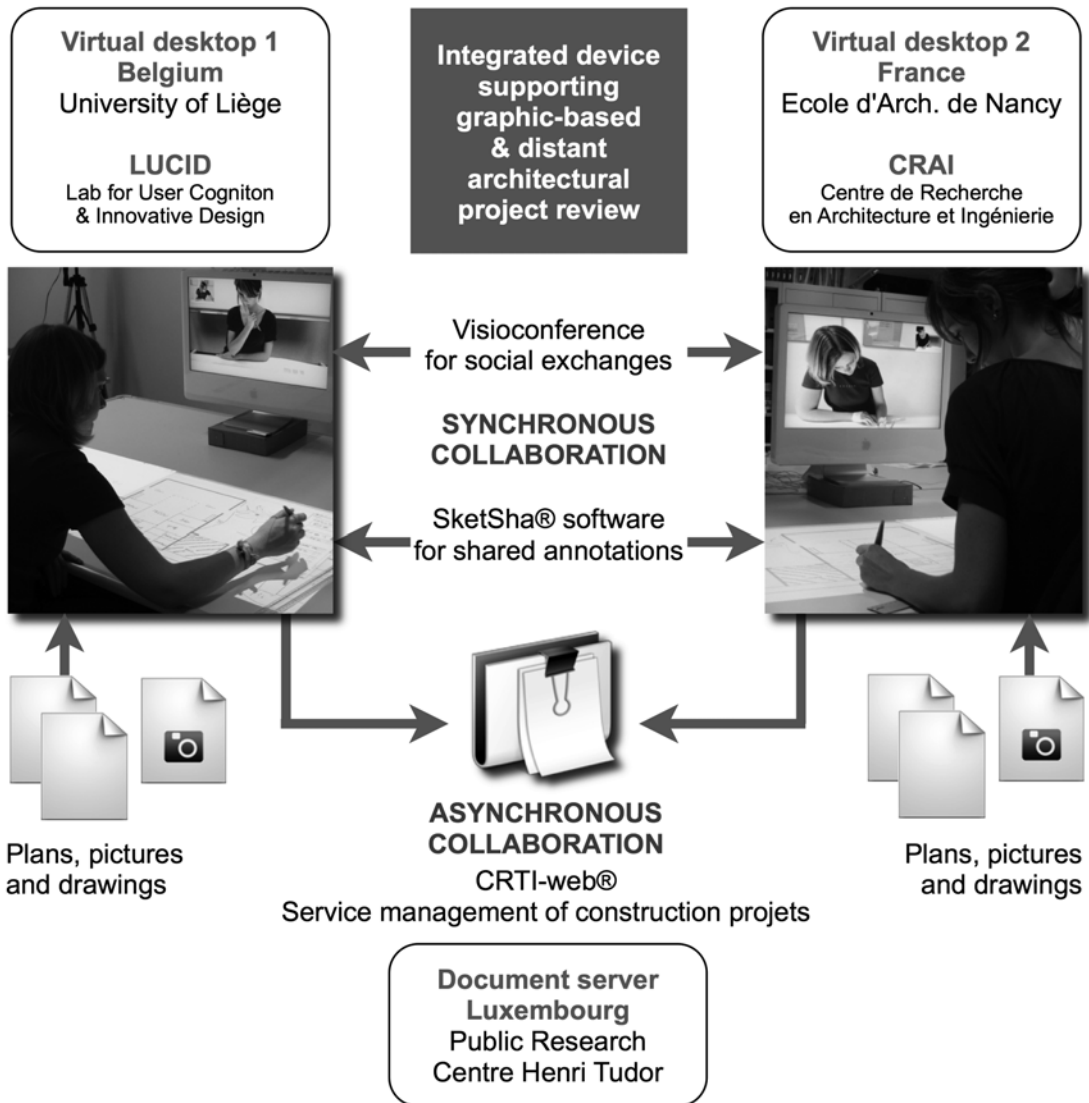 Virtual desktop 1
Belgium
University of Liège
LUCID
Lab for User Cogniton
& Innovative Design
Integrated device
supporting
graphic-based
& distant
architectural
project review
Virtual desktop 2
France
Ecole d'Arch. de Nancy
CRAI
Centre de Recherche
en Architecture et Ingénierie
Visioconference
for social exchanges
SYNCHRONOUS
COLLABORATION
SketSha® software
for shared annotations
Plans, pictures
and drawings
ASYNCHRONOUS
COLLABORATION
CRTI-web®
Service management of construction projets
Plans, pictures
and drawings
Document server
Luxembourg
Public Research
Centre Henri Tudor